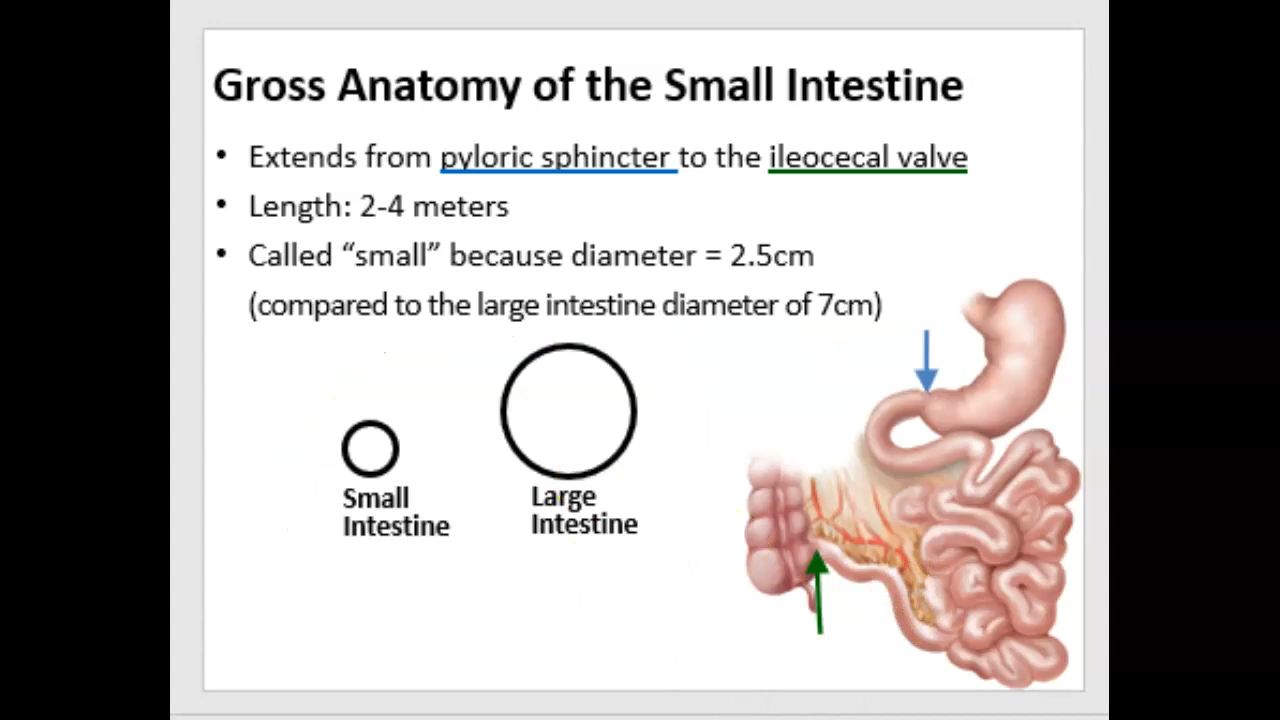 Gross Anatomy of the Small Intestine
• Extends from pyloric sphincter to the ileocecal valve
• Length: 2-4 meters
• Called “small” because diameter = 2.5cm
(compared to the large intestine diameter of 7cm)
Small
Intestine
Large
Intestine